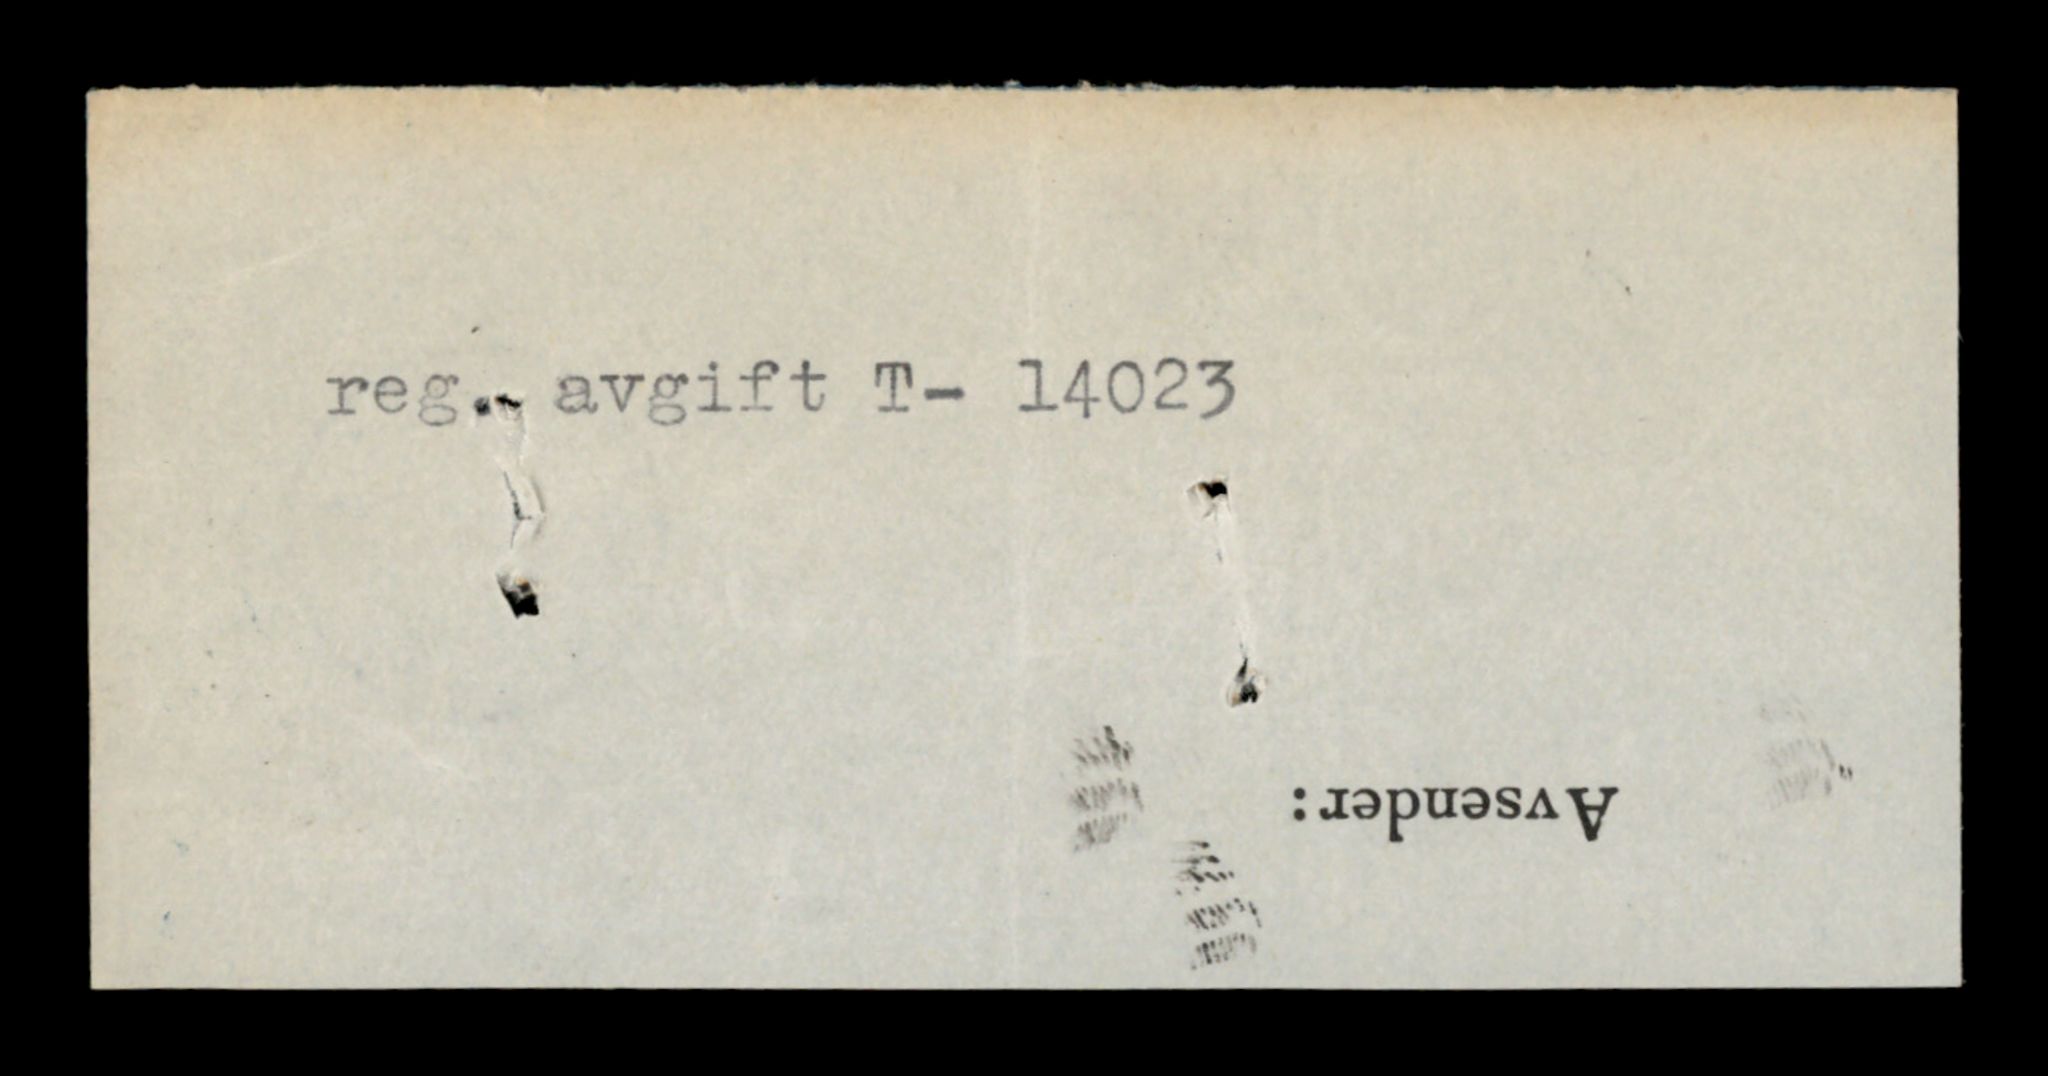 reg. avgift T- 14023
Avsender: